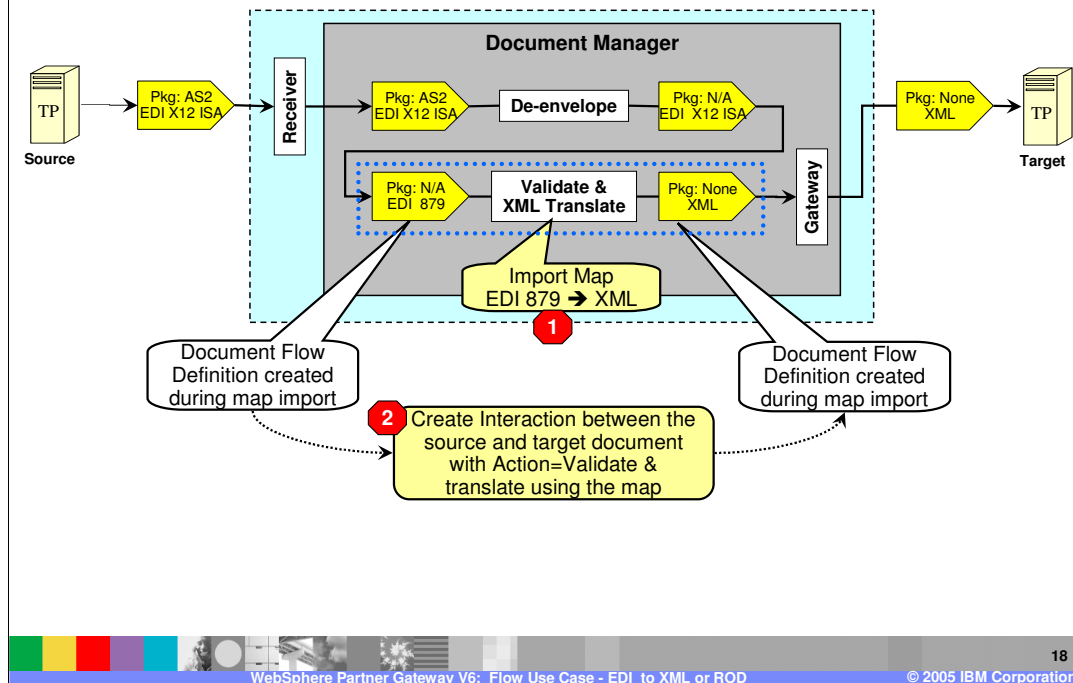 Document Manager
TP
Source
Pkg: AS2
EDI X12 ISA
Receiver
Pkg: AS2
EDI X12 ISA
De-envelope
Pkg: N/A
EDI X12 ISA
Pkg: None
XML
TP
Target
Pkg: N/A
EDI 879
Validate &
XML Translate
Pkg: None
XML
Gateway
Import Map
EDI 879 ➔ XML
1
Document Flow
Definition created
during map import
Document Flow
Definition created
during map import
2
Create Interaction between the
source and target document
with Action=Validate &
translate using the map
18
WebSphere Partner Gateway V6: Flow Use Case - EDI to XML or ROD
© 2005 IBM Corporation